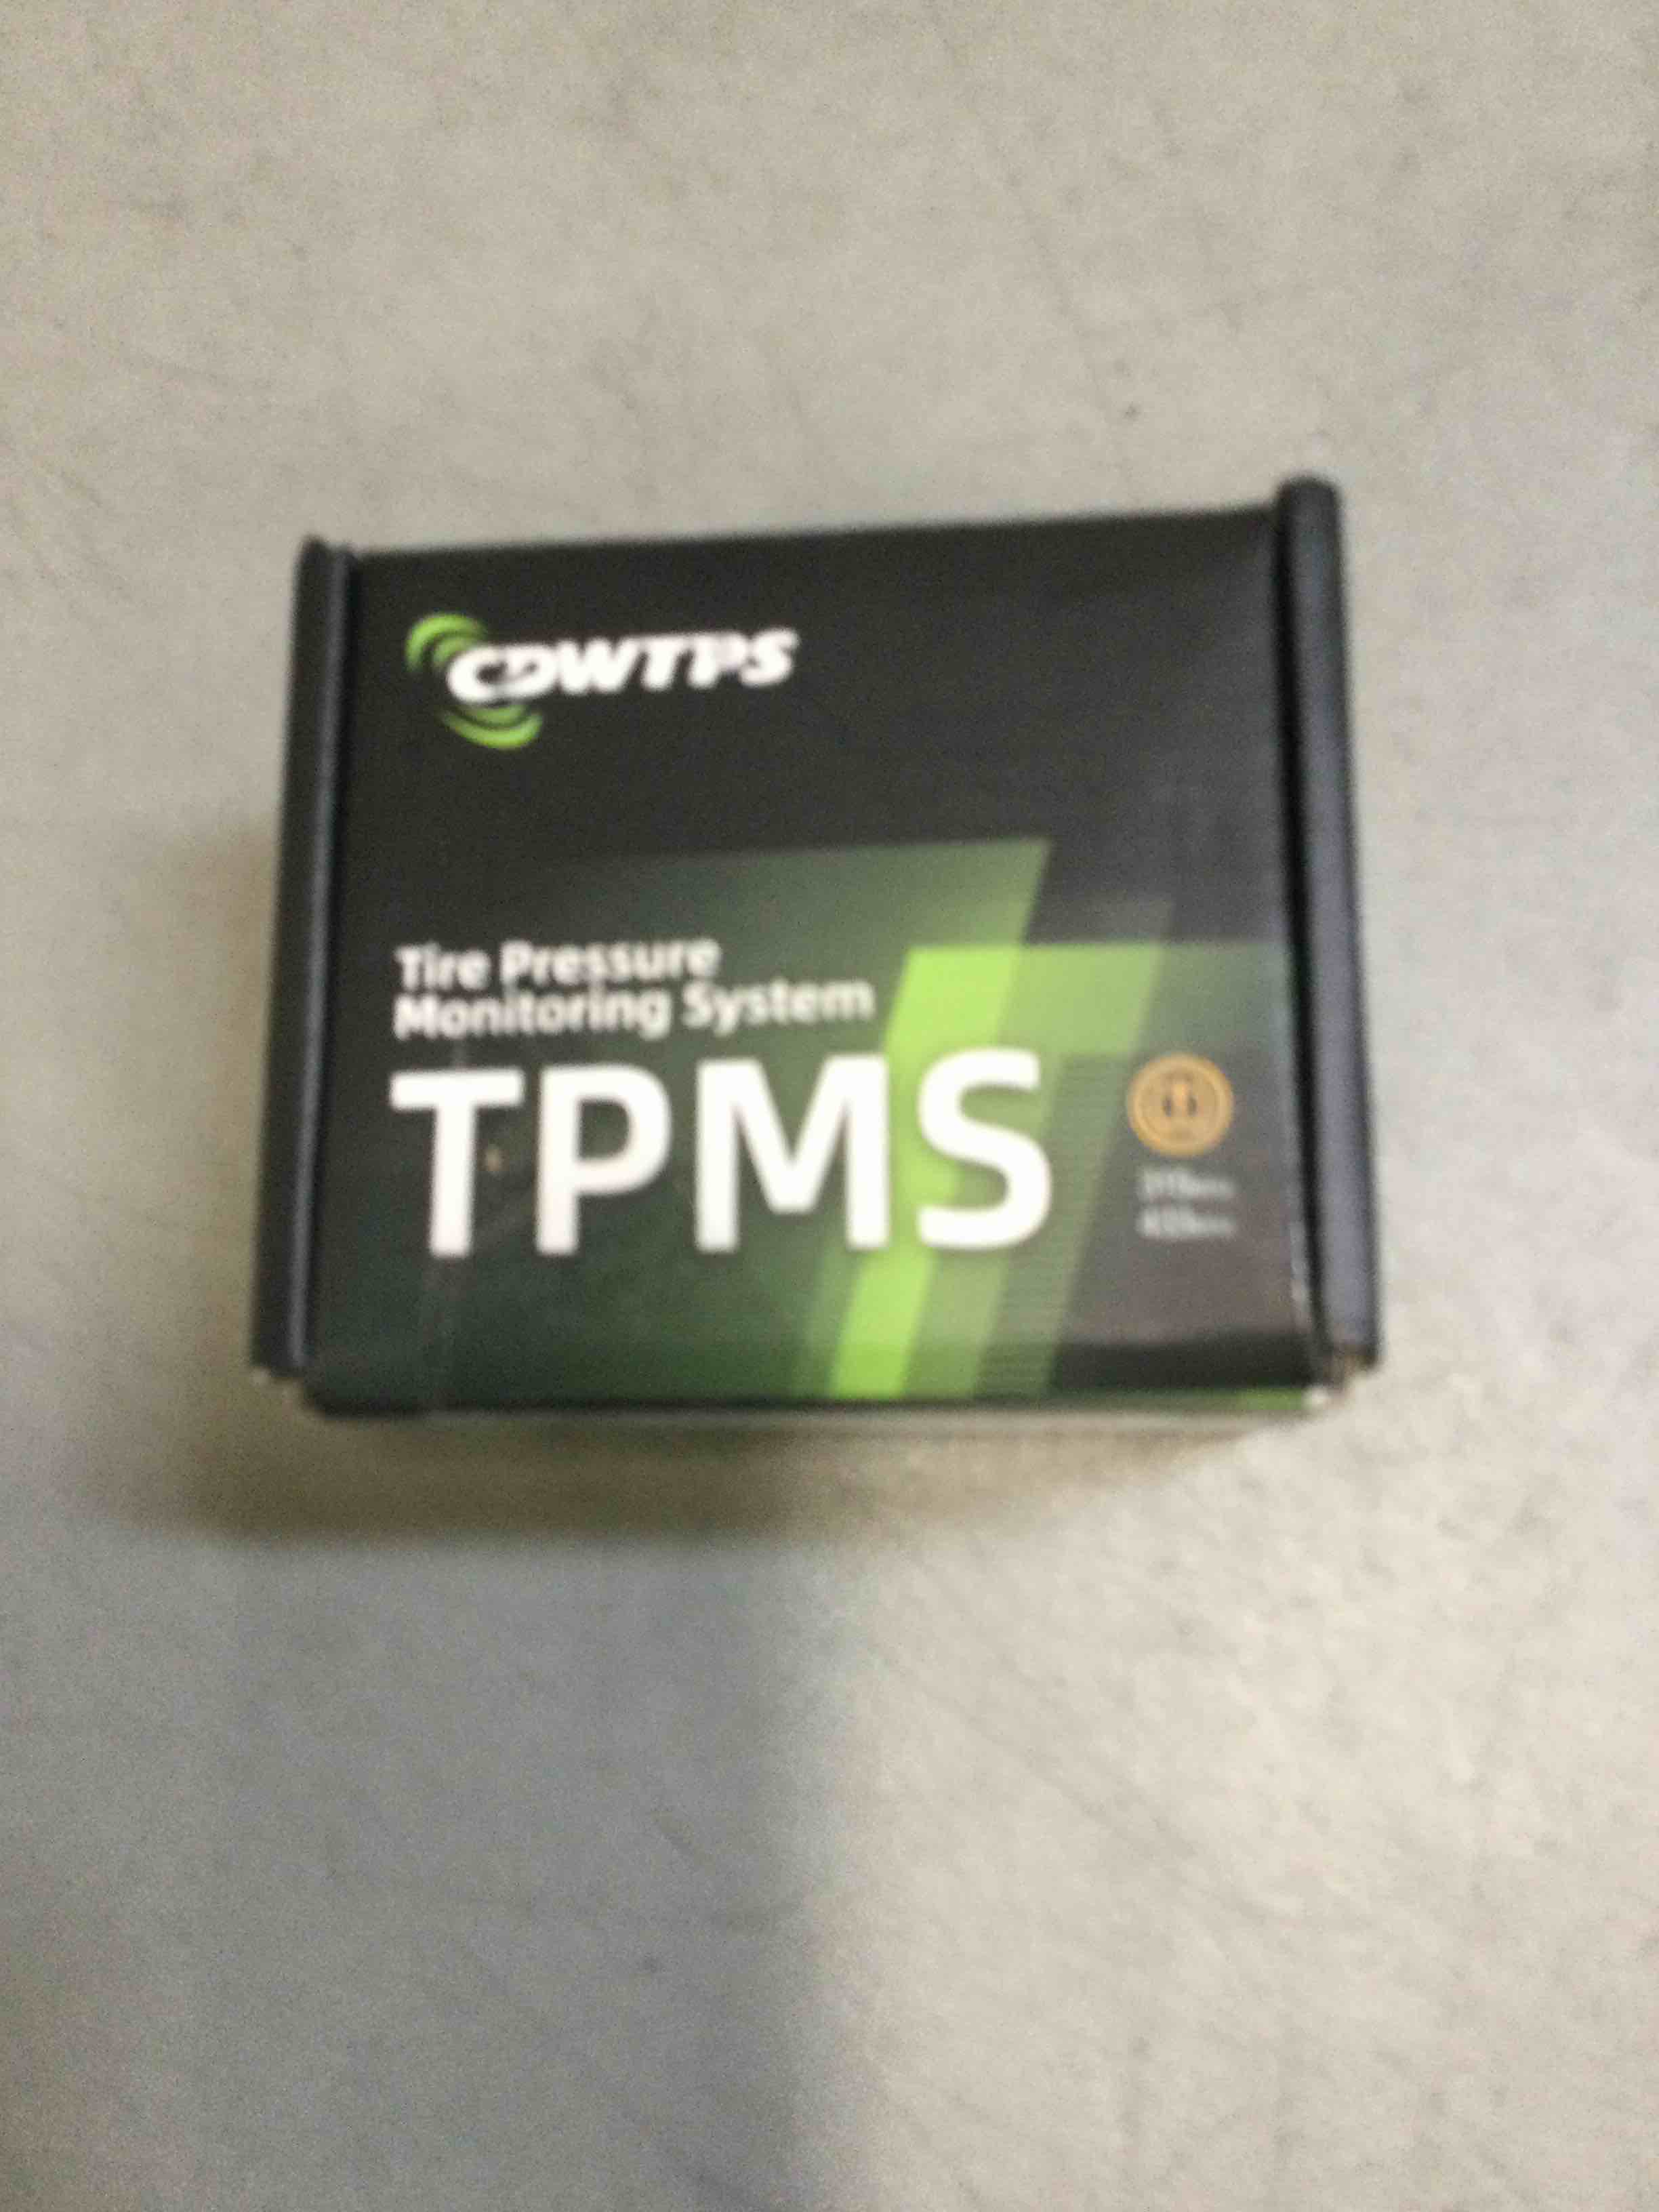 CDWTPS
Tire Pressure
Monitoring System
TPMS